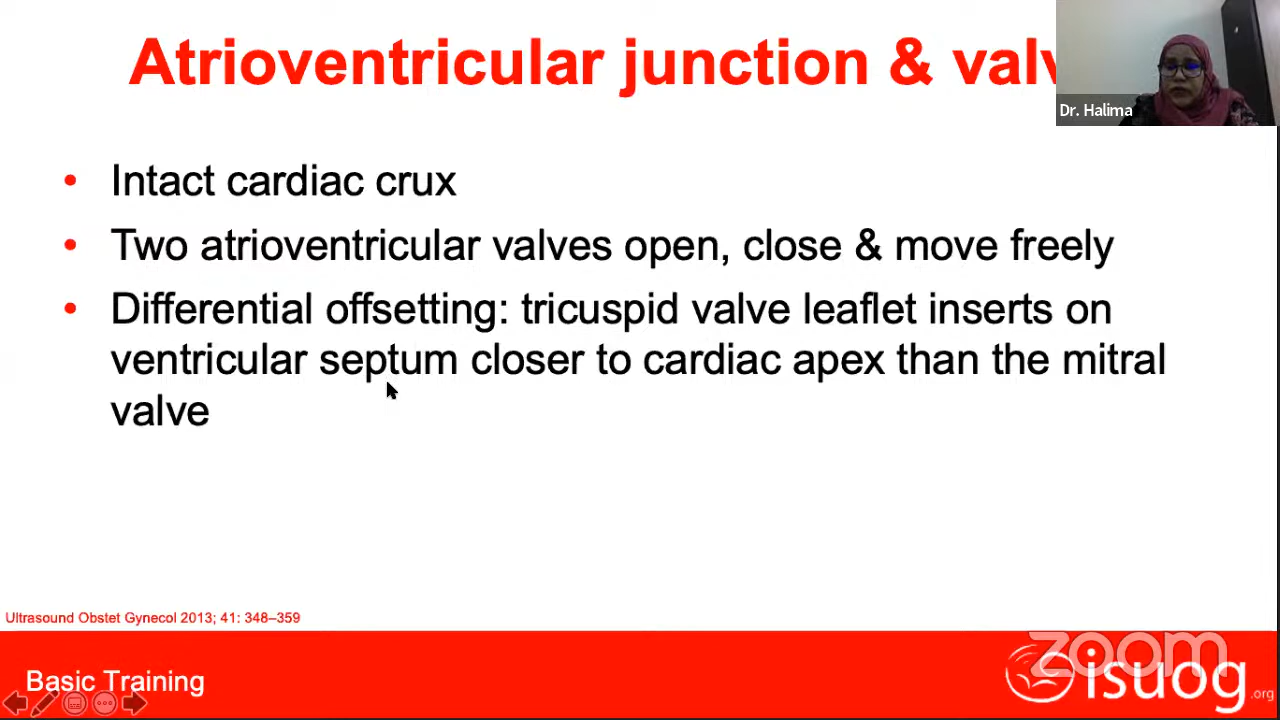 Atrioventricular junction & valv
Dr. Halima
• Intact cardiac crux
• Two atrioventricular valves open, close & move freely
• Differential offsetting: tricuspid valve leaflet inserts on
ventricular septum closer to cardiac apex than the mitral
valve
Ultrasound Obstet Gynecol 2013; 41: 348–359
Basic Training
zoom
isuog.org